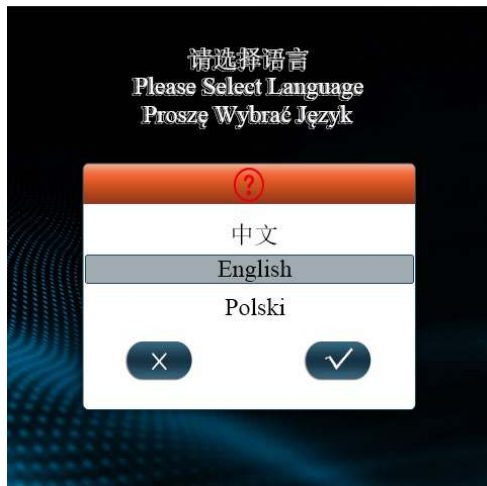 请选择语言
Please Select Language
Proszę Wybrać Język
?
中文
English
Polski